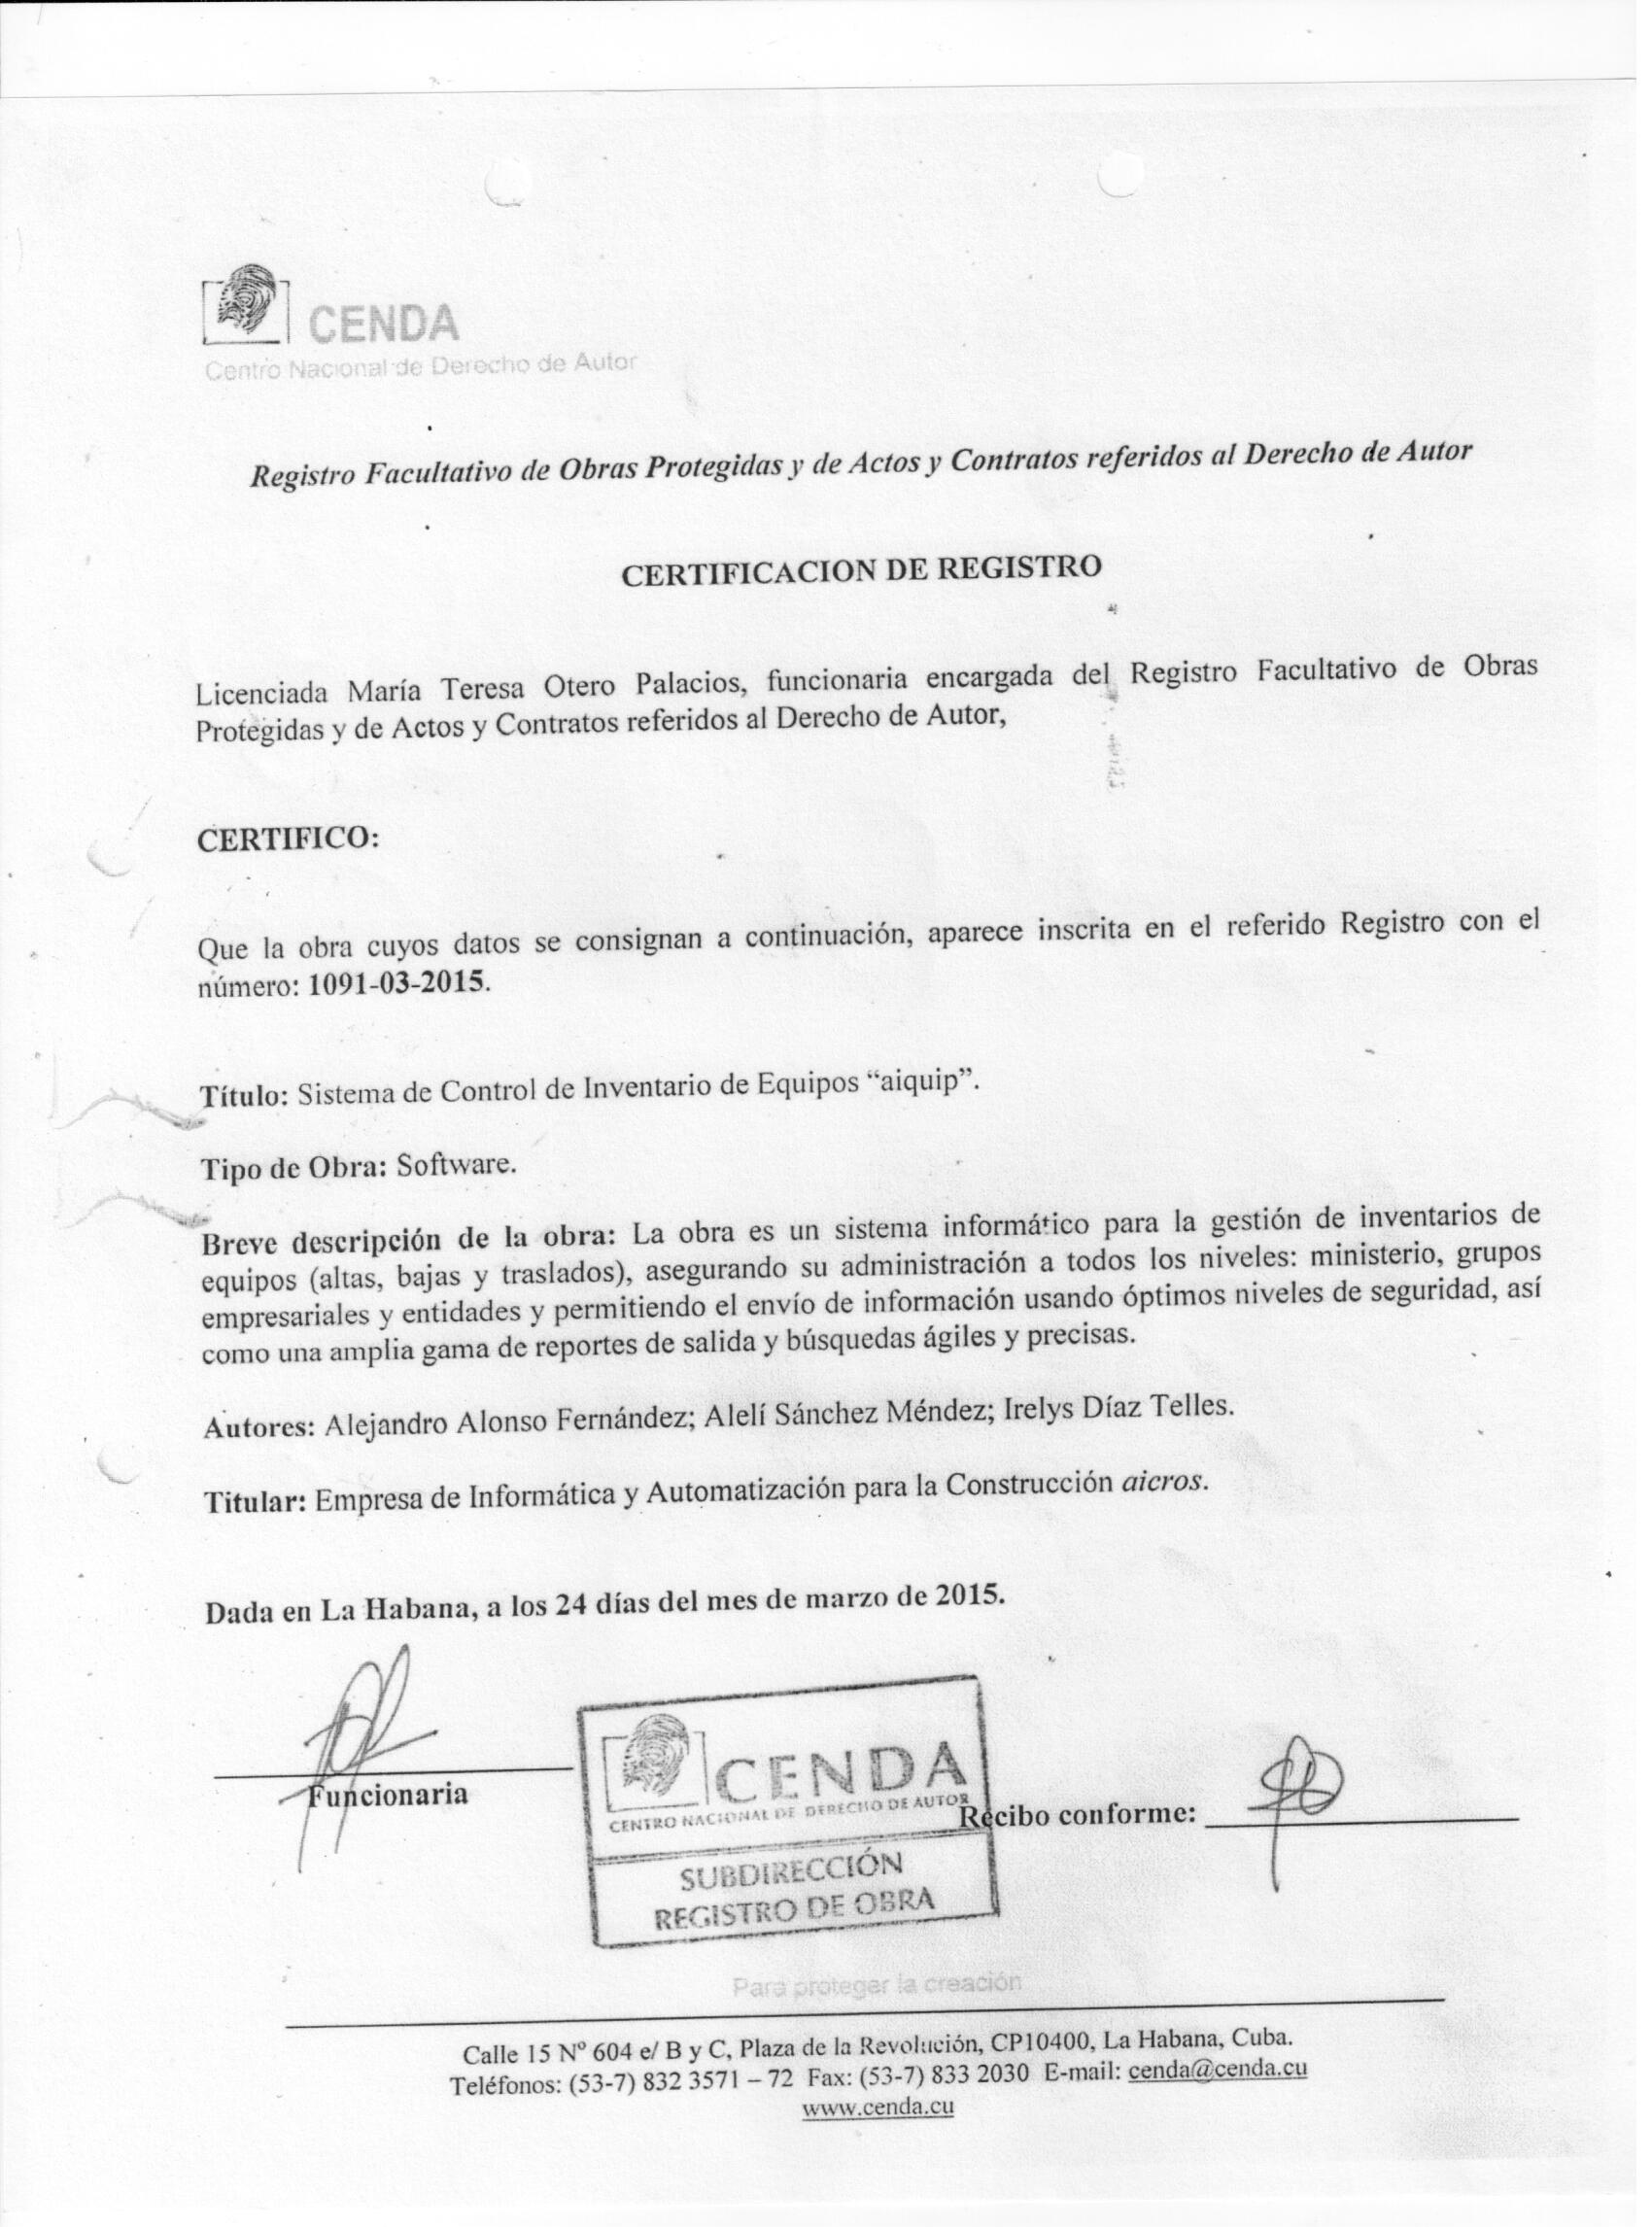 CENDA
Centro Nacional de Derecho de Autor
Registro Facultativo de Obras Protegidas y de Actos y Contratos referidos al Derecho de Autor
CERTIFICACION DE REGISTRO
Licenciada María Teresa Otero Palacios, funcionaria encargada del Registro Facultativo de Obras
Protegidas y de Actos y Contratos referidos al Derecho de Autor,
CERTIFICO:
Que la obra cuyos datos se consignan a continuación, aparece inscrita en el referido Registro con el
número: 1091-03-2015.
Título: Sistema de Control de Inventario de Equipos “aiquip”.
Tipo de Obra: Software.
Breve descripción de la obra: La obra es un sistema informático para la gestión de inventarios de
equipos (altas, bajas y traslados), asegurando su administración a todos los niveles: ministerio, grupos
empresariales y entidades y permitiendo el envío de información usando óptimos niveles de seguridad, así
como una amplia gama de reportes de salida y búsquedas ágiles y precisas.
Autores: Alejandro Alonso Fernández; Alelí Sánchez Méndez; Irelys Díaz Telles.
Titular: Empresa de Informática y Automatización para la Construcción aicros.
Dada en La Habana, a los 24 días del mes de marzo de 2015.
Funcionaria
CENDA
CENTRO NACIONAL DE DERECHO DE AUTOR
SUBDIRECCIÓN
REGISTRO DE OBRA
Recibo conforme:
Para proteger la creación
Calle 15 Nº 604 e/ B y C, Plaza de la Revolución, CP10400, La Habana, Cuba.
Teléfonos: (53-7) 832 3571 – 72 Fax: (53-7) 833 2030 E-mail: cenda@cenda.cu
www.cenda.cu